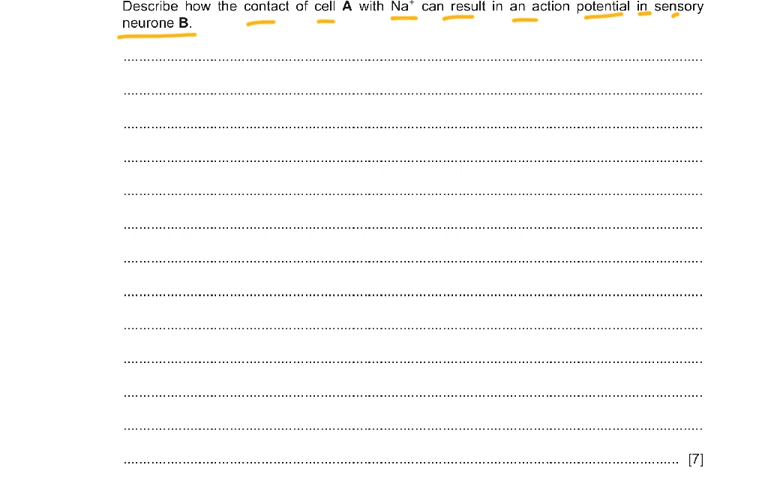 Describe how the contact of cell A with Na⁺ can result in an action potential in sensory
neurone B.
[7]